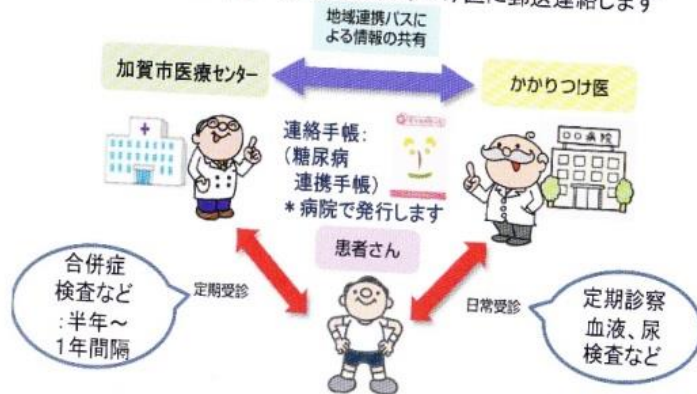 に郵送連絡します
地域連携パスに
よる情報の共有
加賀市医療センター
かかりつけ医
連絡手帳:
(糖尿病
連携手帳)
*病院で発行します
○○病院
患者さん
合併症
検査など
:半年～
1年間隔
定期受診
日常受診
定期診察
血液、尿
検査など